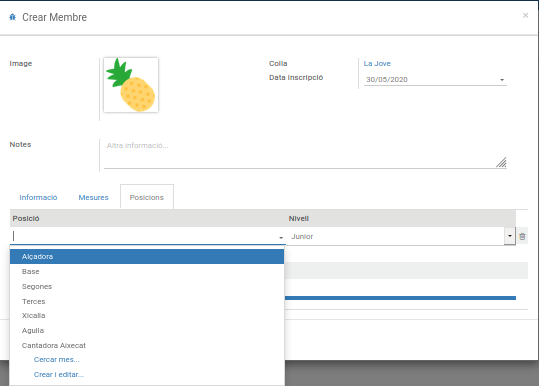 Crear Membre
×
Image
Colla
La Jove
Data inscripció
30/05/2020
Notes
Altra informació...
Informació
Mesures
Posicions
Posició
Nivell
Junior
Alçadora
Base
Segones
Terces
Xicalla
Agulla
Cantadora Aixecat
Cercar mes...
Crear i editar...